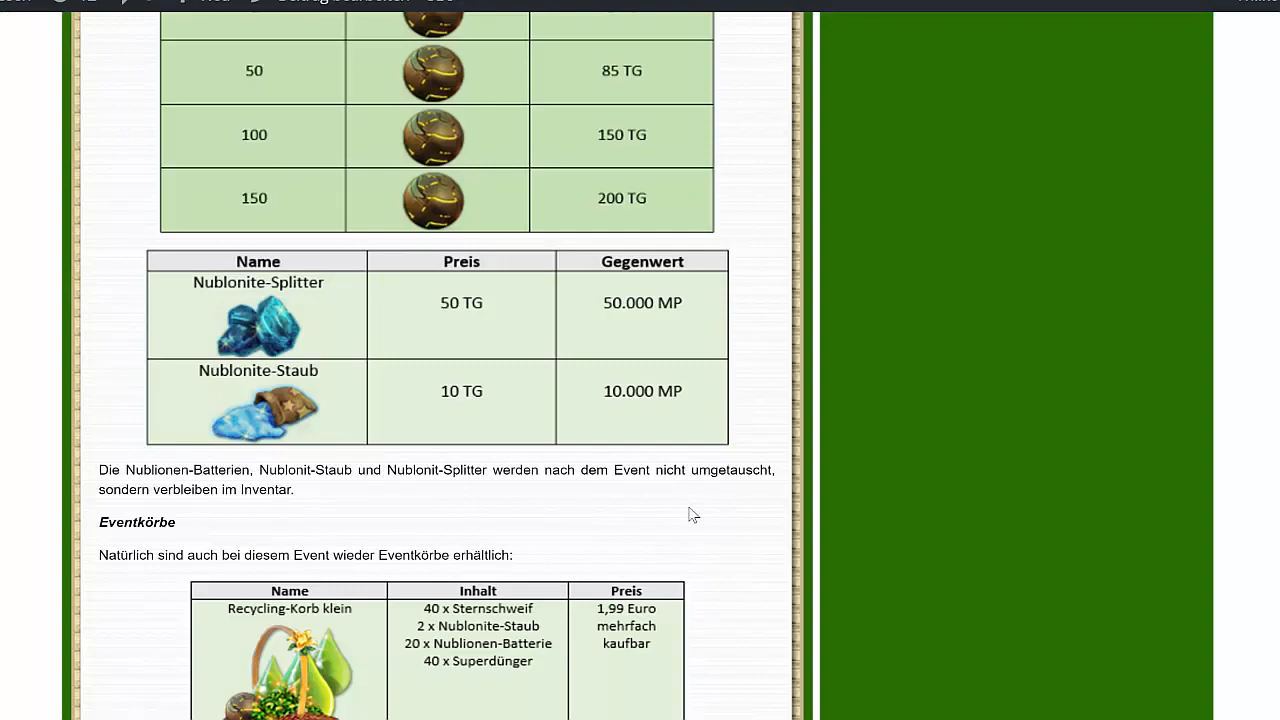 50
85 TG
100
150 TG
150
200 TG
Name Preis Gegenwert
Nublonite-Splitter
50 TG
50.000 MP
Nublonite-Staub
10 TG
10.000 MP
Die Nublionen-Batterien, Nublonit-Staub und Nublonit-Splitter werden nach dem Event nicht umgetauscht,
sondern verbleiben im Inventar.
Eventkörbe
Natürlich sind auch bei diesem Event wieder Eventkörbe erhältlich:
Name Inhalt Preis
Recycling-Korb klein
40 x Sternschweif
2 x Nublonite-Staub
20 x Nublionen-Batterie
40 x Superdünger
1,99 Euro
mehrfach
kaufbar